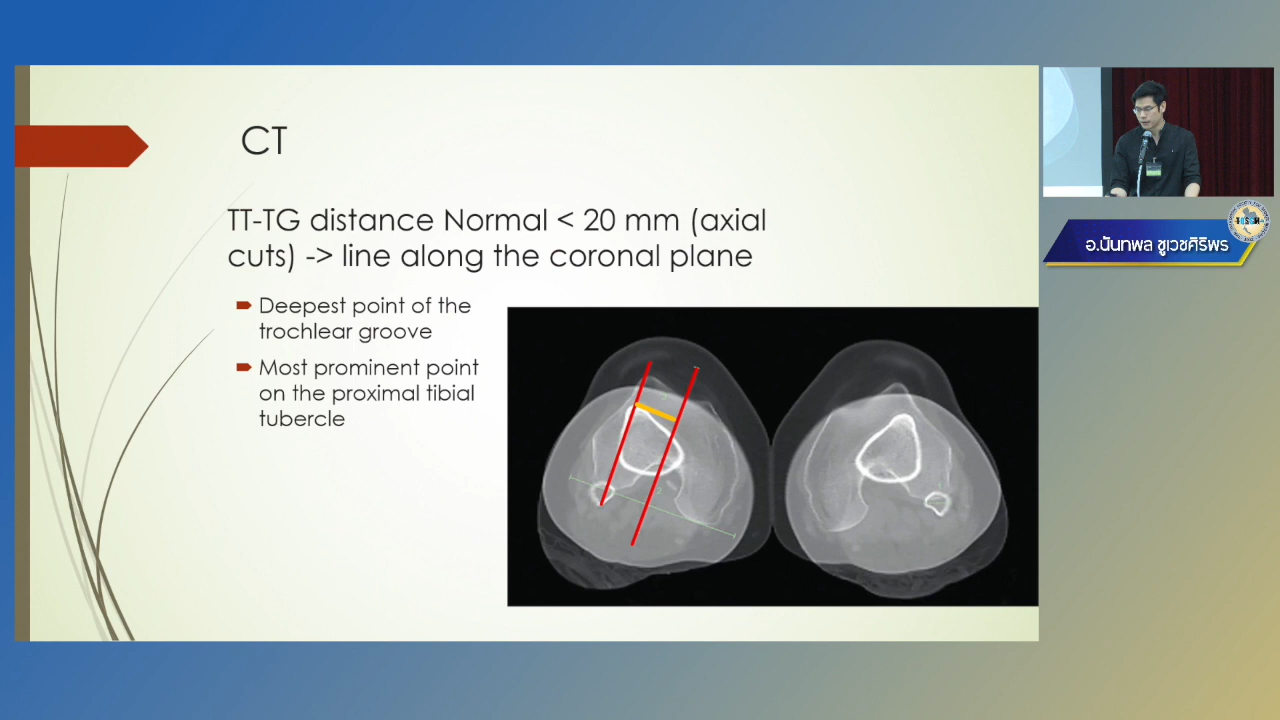 CT
TT-TG distance Normal < 20 mm (axial
cuts) -> line along the coronal plane
Deepest point of the
trochlear groove
Most prominent point
on the proximal tibial
tubercle
อ.นันทพล ชูเวชศิริพร